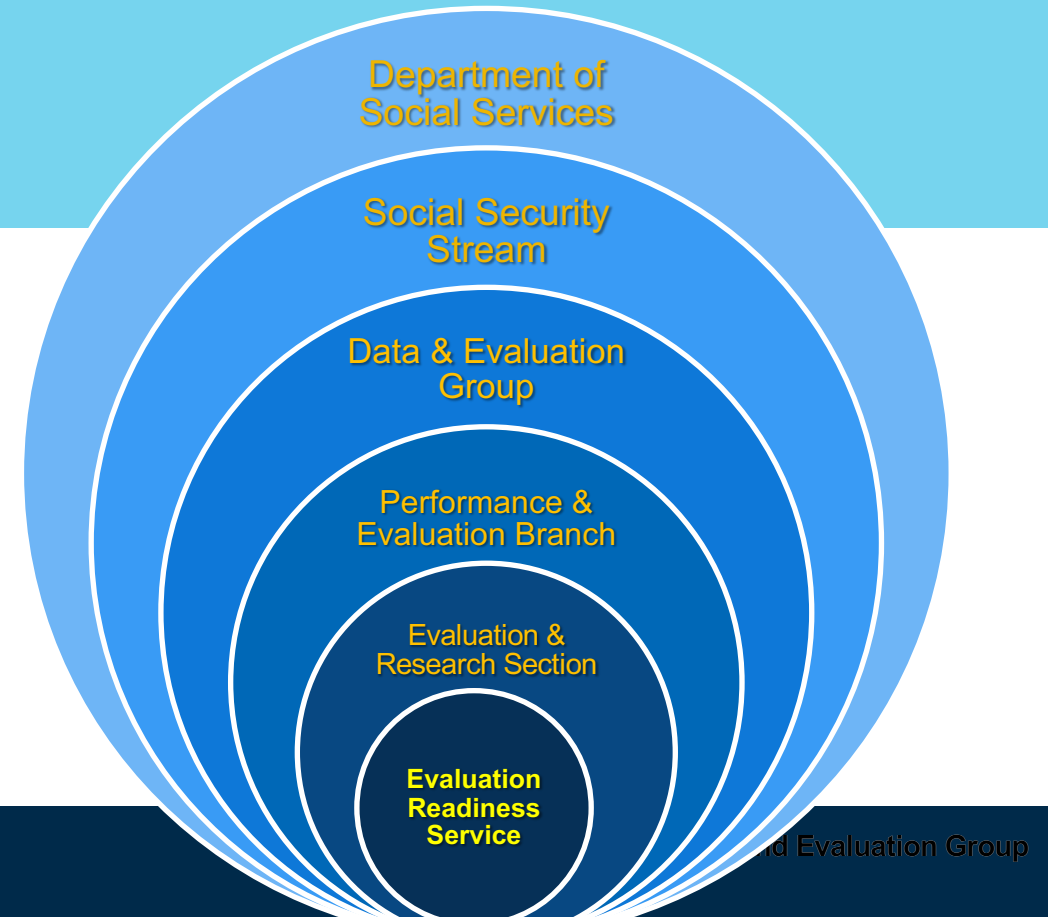 Department of
Social Services
Social Security
Stream
Data & Evaluation
Group
Performance &
Evaluation Branch
Evaluation &
Research Section
Evaluation
Readiness
Service
Evaluation Group